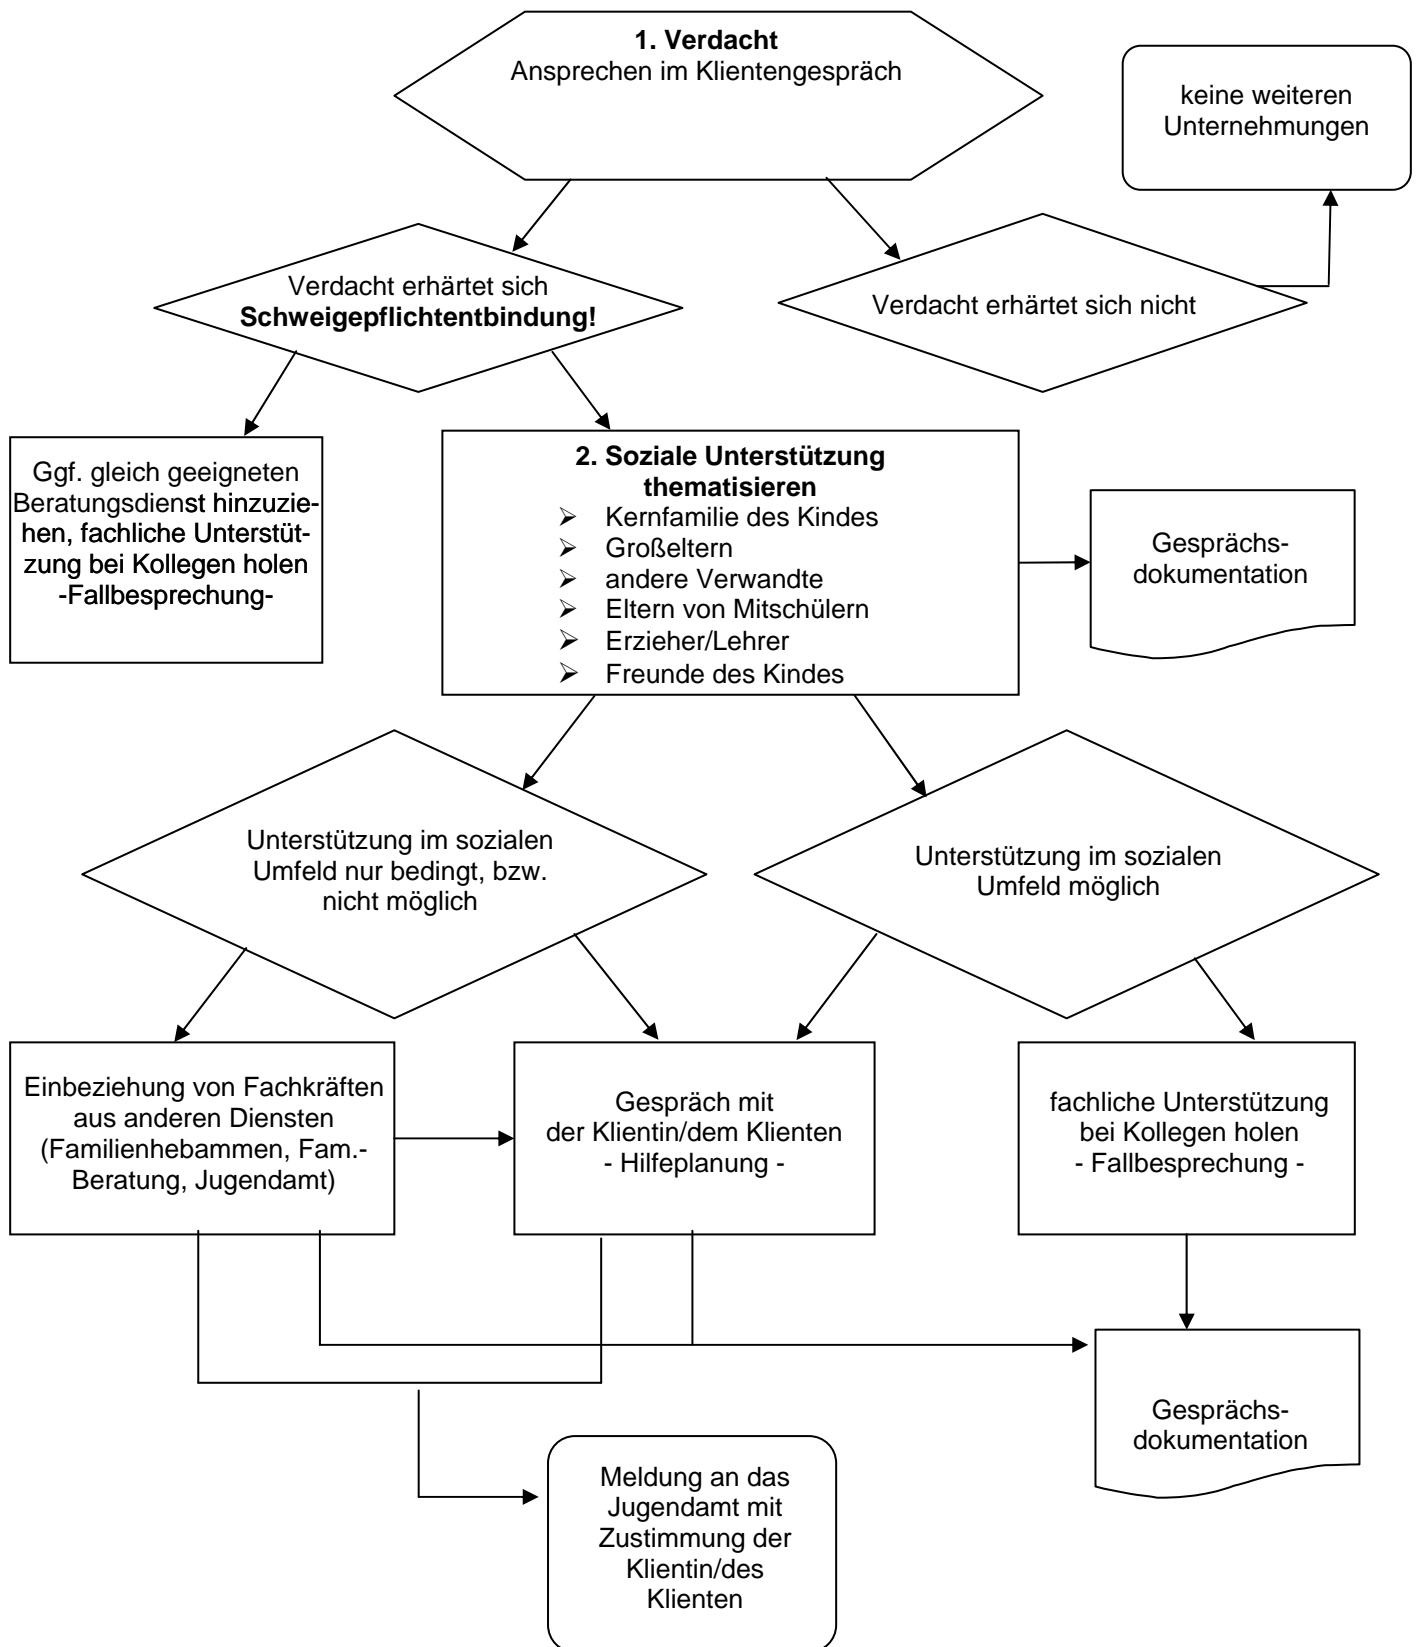 1. Verdacht
Ansprechen im Klientengespräch
keine weiteren
Unternehmungen
Verdacht erhärtet sich
Schweigepflichtentbindung!
Verdacht erhärtet sich nicht
Ggf. gleich geeigneten
Beratungsdienst hinzuzie-
hen, fachliche Unterstüt-
zung bei Kollegen holen
-Fallbesprechung-
2. Soziale Unterstützung
thematisieren
➢ Kernfamilie des Kindes
➢ Großeltern
➢ andere Verwandte
➢ Eltern von Mitschülern
➢ Erzieher/Lehrer
➢ Freunde des Kindes
Gesprächs-
dokumentation
Unterstützung im sozialen
Umfeld nur bedingt, bzw.
nicht möglich
Unterstützung im sozialen
Umfeld möglich
Einbeziehung von Fachkräften
aus anderen Diensten
(Familienhebammen, Fam.-
Beratung, Jugendamt)
Gespräch mit
der Klientin/dem Klienten
- Hilfeplanung -
fachliche Unterstützung
bei Kollegen holen
- Fallbesprechung -
Gesprächs-
dokumentation
Meldung an das
Jugendamt mit
Zustimmung der
Klientin/des
Klienten